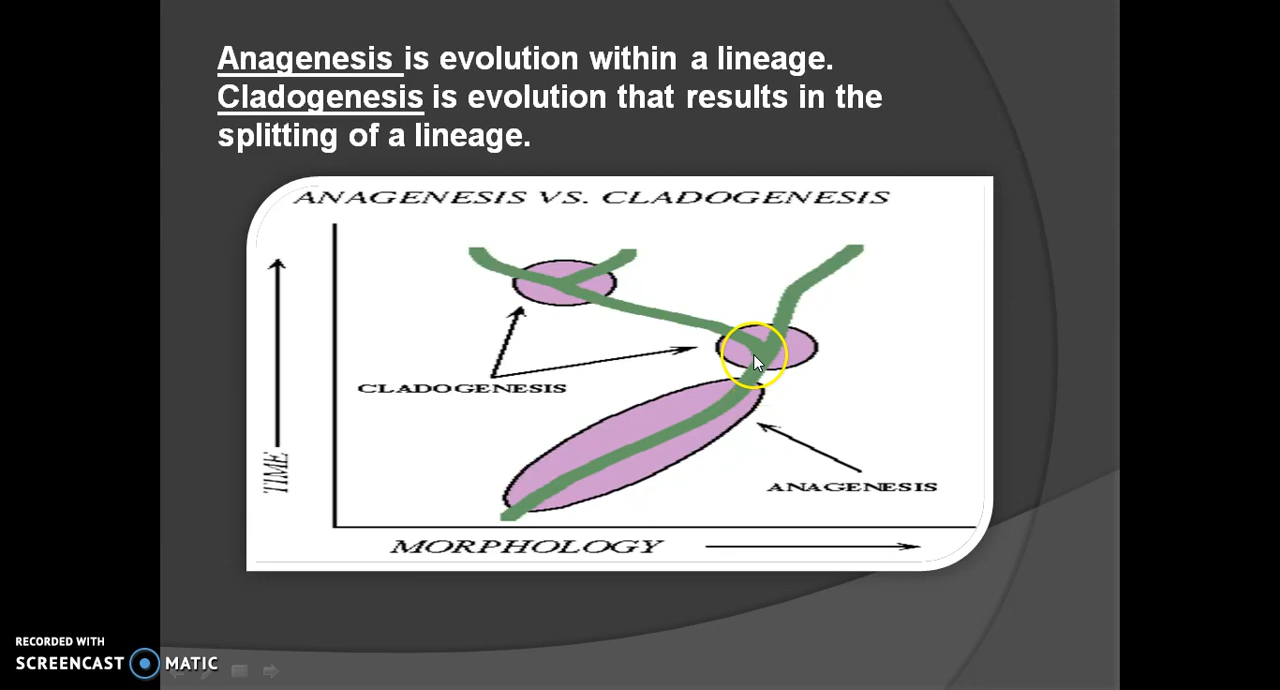 Anagenesis is evolution within a lineage.
Cladogenesis is evolution that results in the
splitting of a lineage.
ANAGENESIS VS. CLADOGENESIS
CLADOGENESIS
ANAGENESIS
TIME
MORPHOLOGY
RECORDED WITH
SCREENCAST MATIC